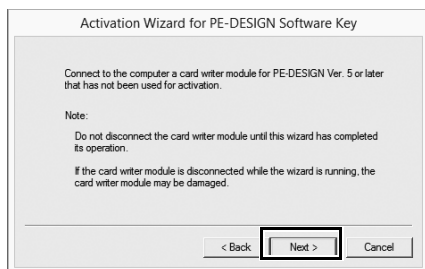 Activation Wizard for PE-DESIGN Software Key
Connect to the computer a card writer module for PE-DESIGN Ver. 5 or later
that has not been used for activation.
Note:
Do not disconnect the card writer module until this wizard has completed
its operation.
If the card writer module is disconnected while the wizard is running, the
card writer module may be damaged.
< Back Next > Cancel